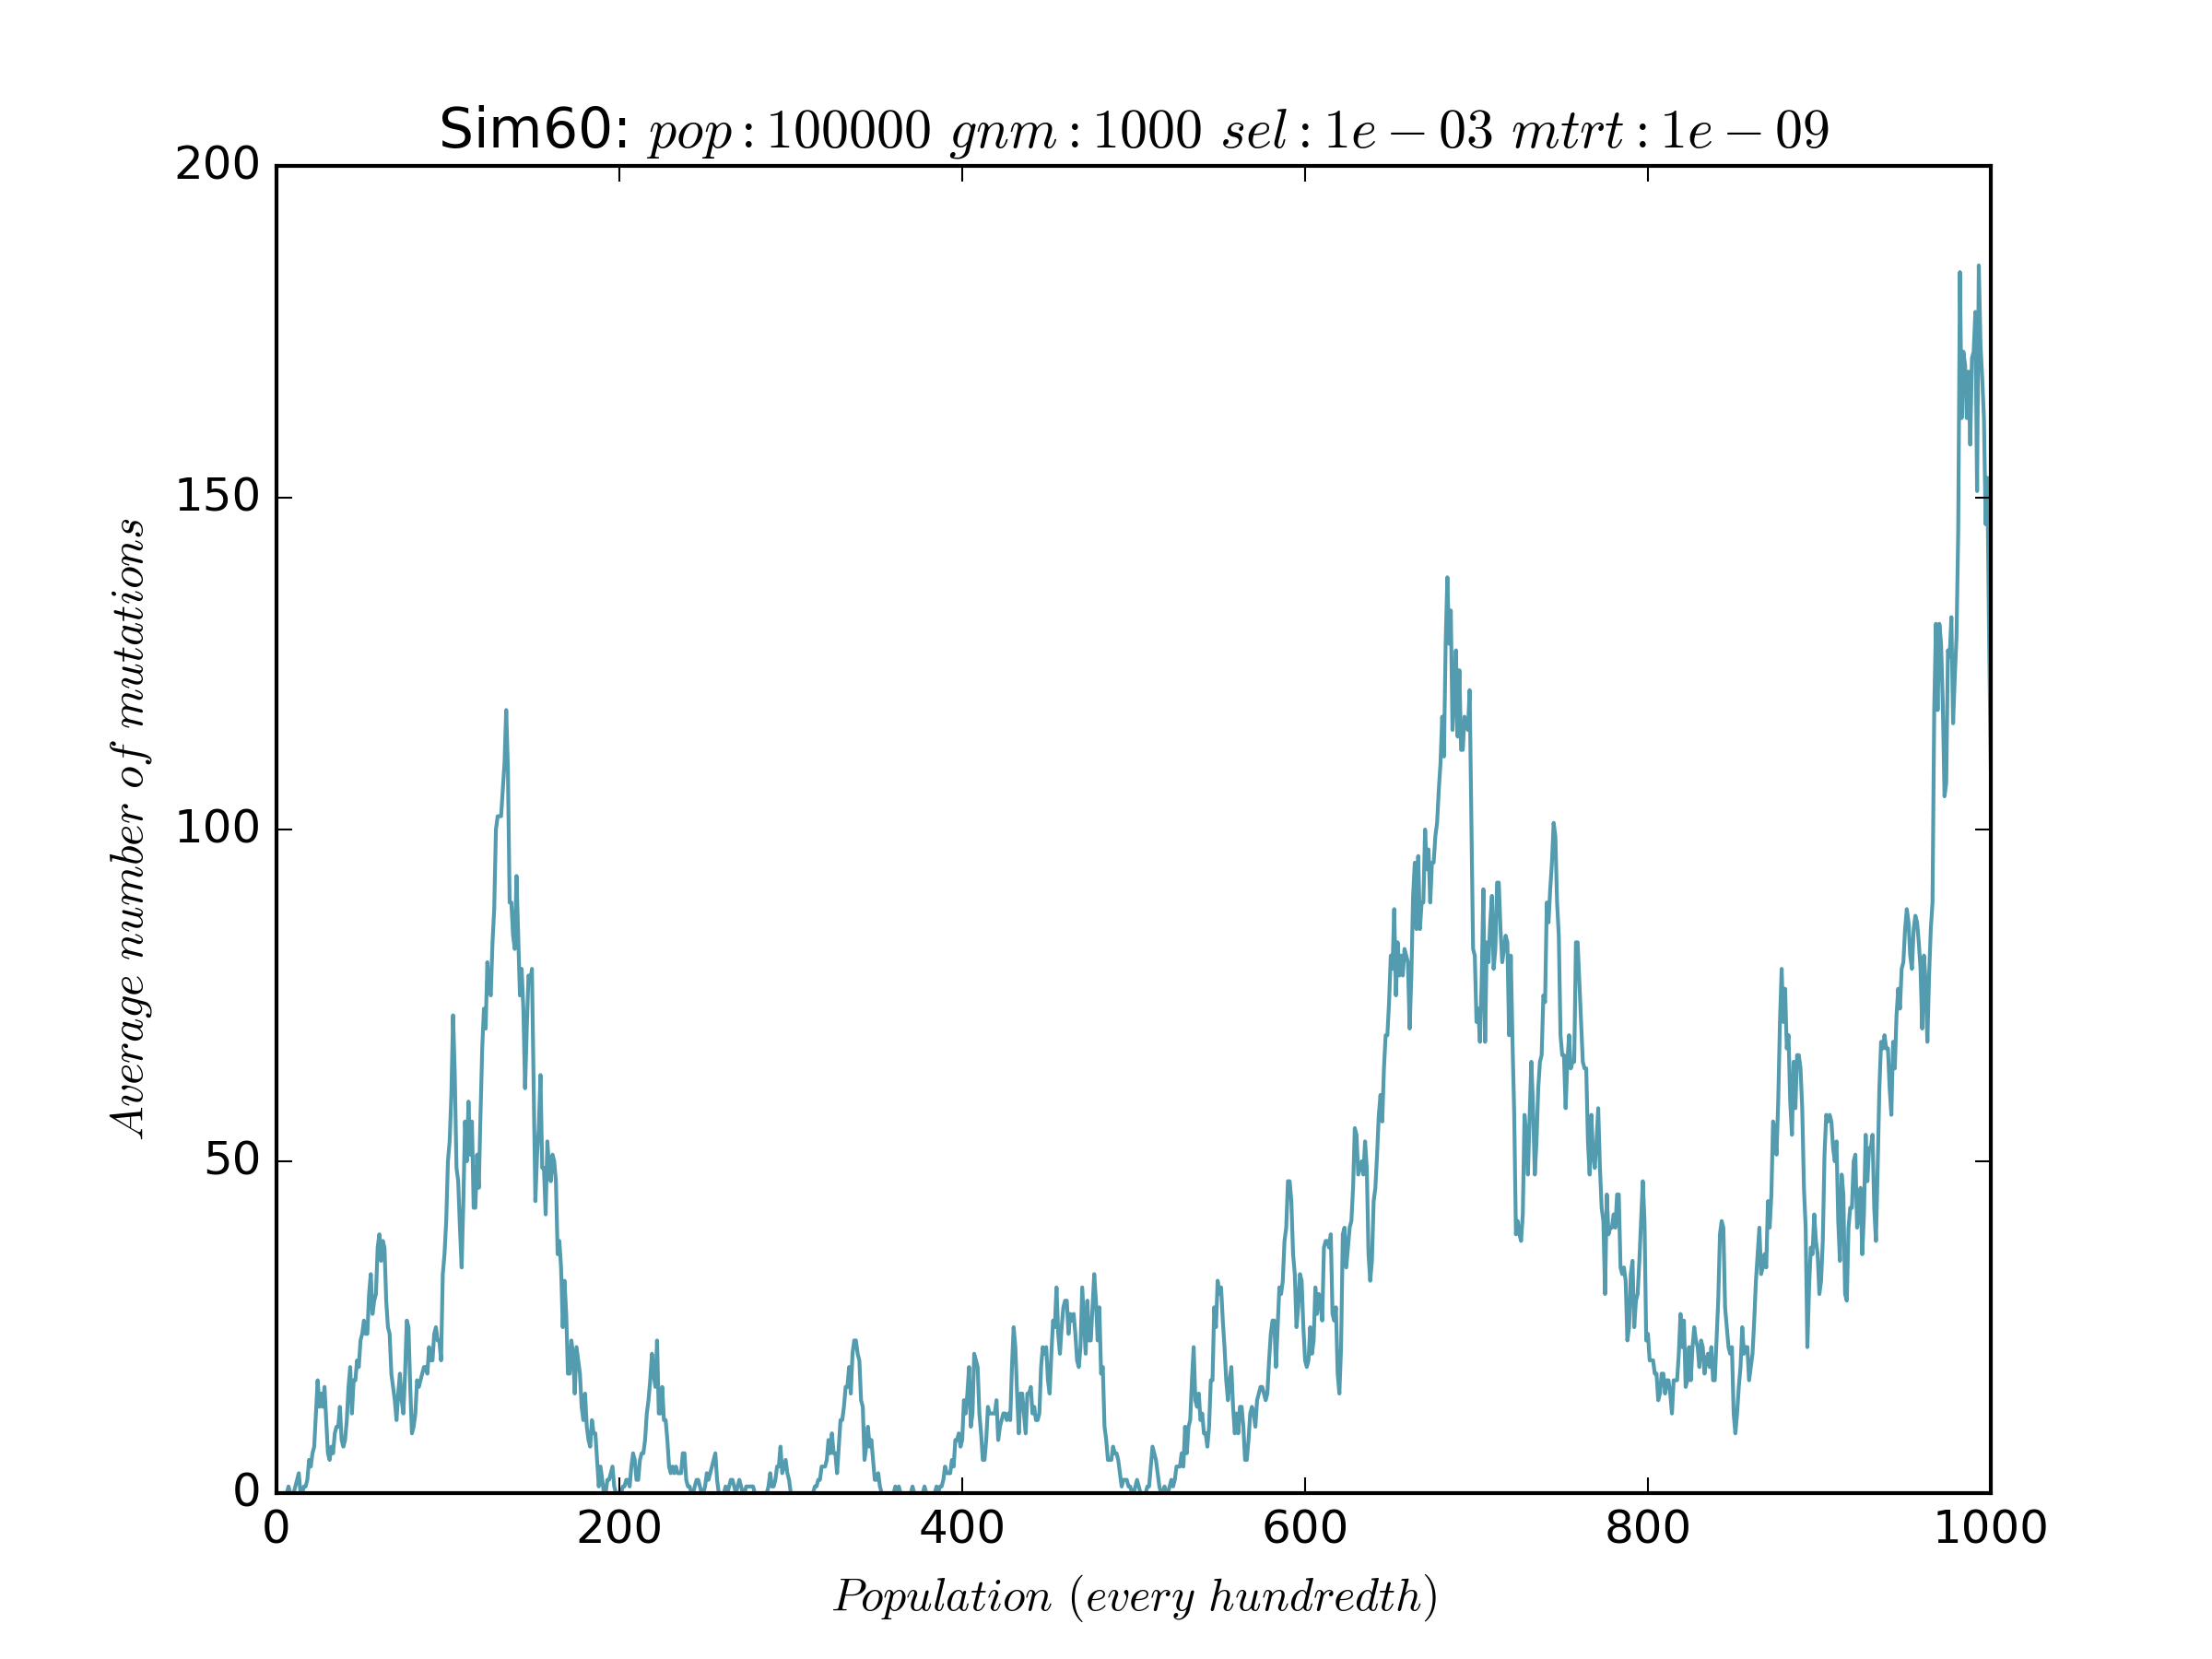 Sim60: pop : 100000 gnm : 1000 sel : 1e − 03 mtrt : 1e − 09
200
150
100
50
0
Average number of mutations
0 200 400 600 800 1000
Population (every hundredth)